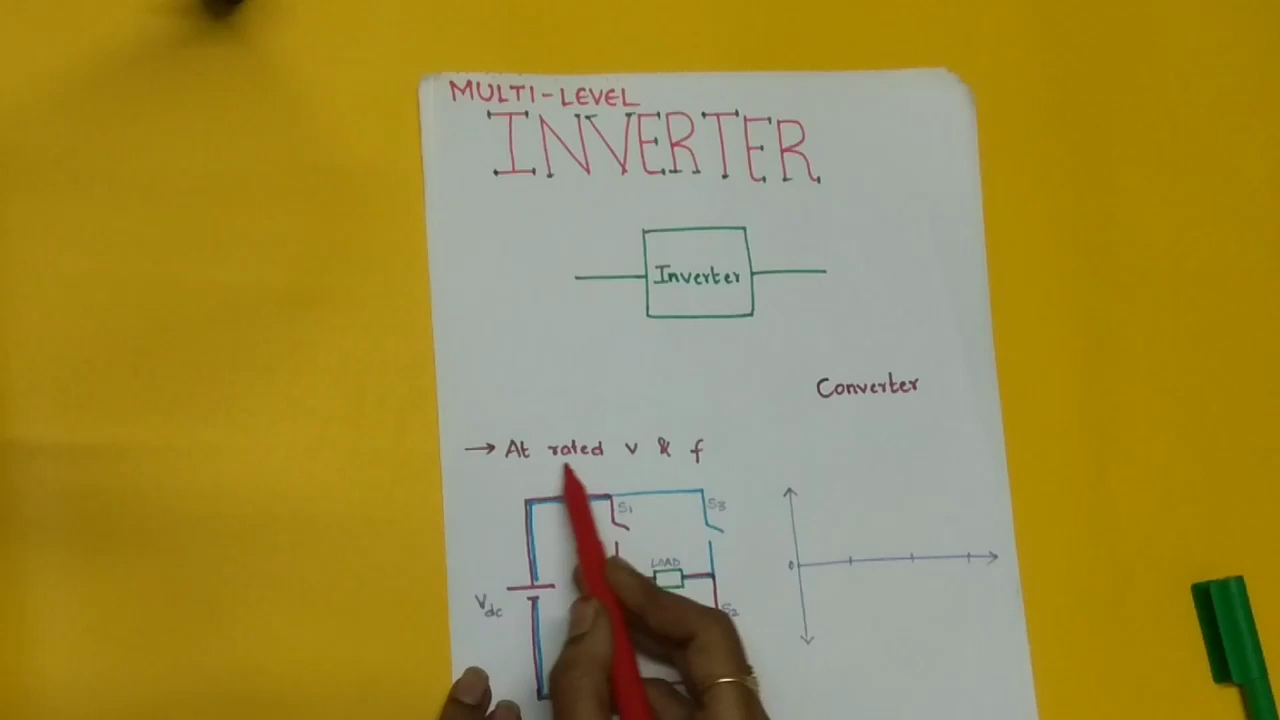 MULTI-LEVEL
INVERTER
Inverter
Converter
→ At rated v & f
S1
S3
LOAD
Vdc
S2
0